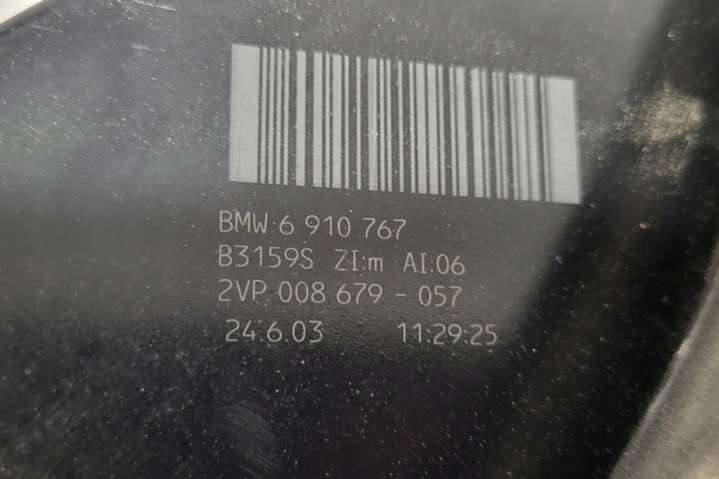 BMW 6 910 767
B3159S ZI:m AI:06
2VP 008 679 - 057
24.6.03 11:29:25